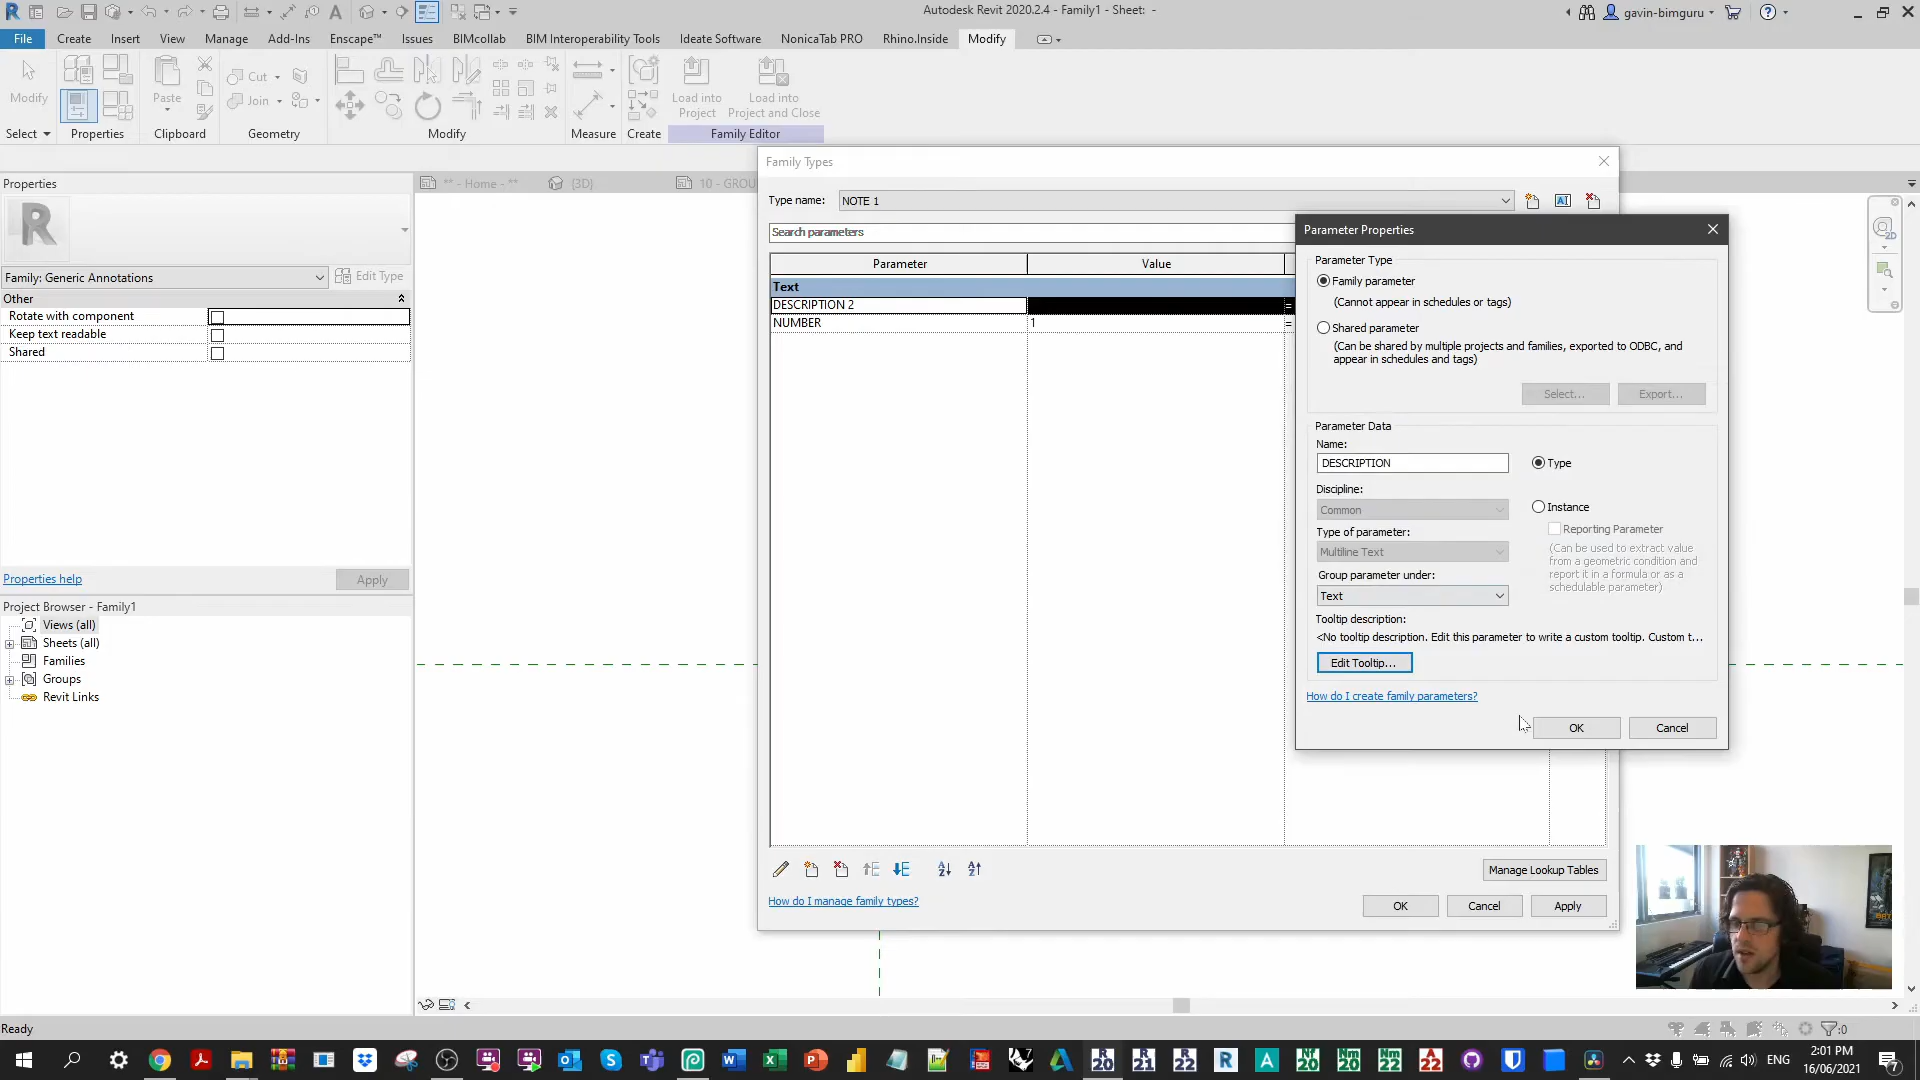 Autodesk Revit 2020.2.4 - Family1 - Sheet: -
gavin-bimguru
File Create Insert View Manage Add-Ins Enscape™ Issues BIMcollab BIM Interoperability Tools Ideate Software NonicaTab PRO Rhino.Inside Modify
Cut
Join
Modify
Paste
Load into
Project
Load into
Project and Close
Select Properties Clipboard Geometry Modify Measure Create Family Editor
Properties
** - Home - ** {3D} 10 - GROU
Family: Generic Annotations Edit Type
Other
Rotate with component
Keep text readable
Shared
Properties help Apply
Project Browser - Family1
Views (all)
Sheets (all)
Families
Groups
Revit Links
Family Types
Type name: NOTE 1
Search parameters
Parameter Value
Text
DESCRIPTION 2 =
NUMBER 1 =
Manage Lookup Tables
How do I manage family types?
OK Cancel Apply
Parameter Properties
Parameter Type
Family parameter
(Cannot appear in schedules or tags)
Shared parameter
(Can be shared by multiple projects and families, exported to ODBC, and
appear in schedules and tags)
Select... Export...
Parameter Data
Name:
DESCRIPTION
Type
Discipline:
Common
Instance
Type of parameter:
Reporting Parameter
Multiline Text
(Can be used to extract value
from a geometric condition and
report it in a formula or as a
schedulable parameter)
Group parameter under:
Text
Tooltip description:
<No tooltip description. Edit this parameter to write a custom tooltip. Custom t...
Edit Tooltip...
How do I create family parameters?
OK Cancel
Ready
:0
ENG
2:01 PM
16/06/2021